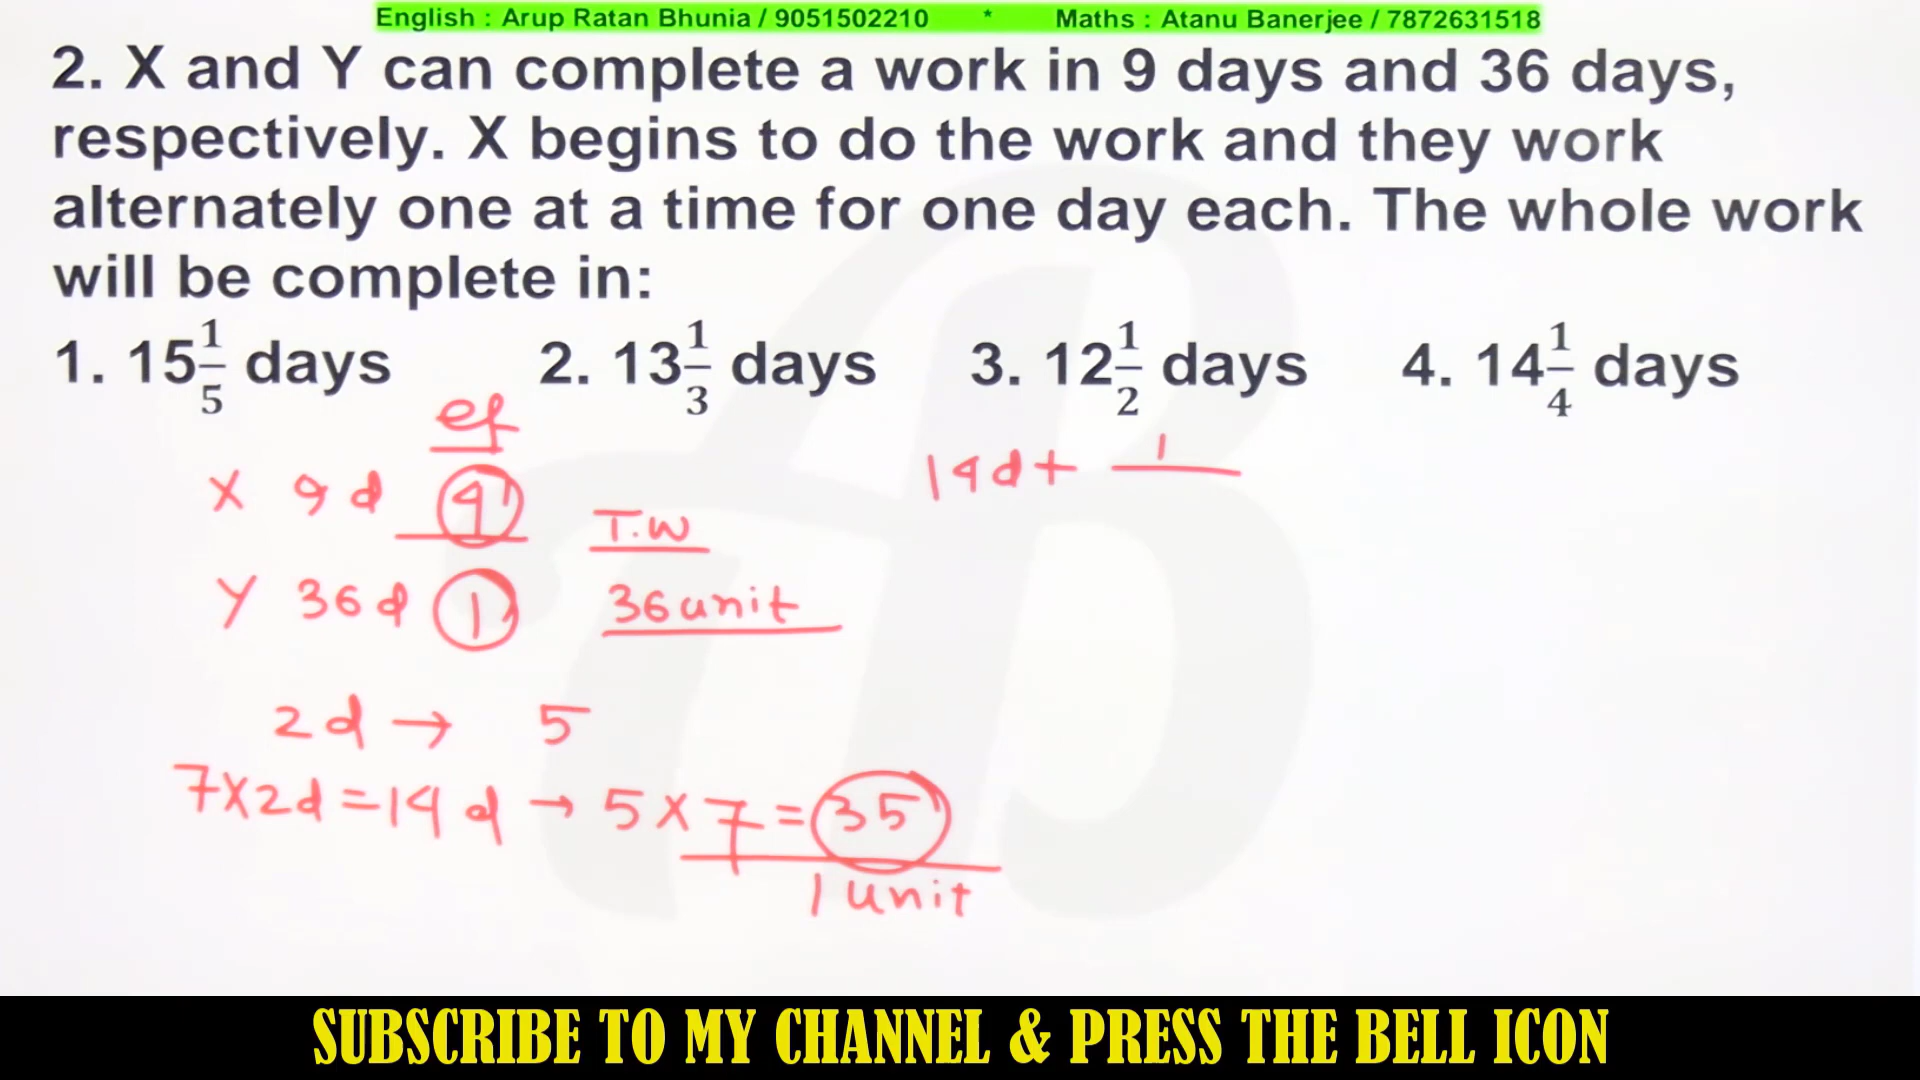 English : Arup Ratan Bhunia / 9051502210 * Maths : Atanu Banerjee / 7872631518
2. X and Y can complete a work in 9 days and 36 days,
respectively. X begins to do the work and they work
alternately one at a time for one day each. The whole work
will be complete in:
1. 15 1/5 days 2. 13 1/3 days 3. 12 1/2 days 4. 14 1/4 days
ef
14d + 1
X 9d 4
T.W
Y 36d 1 36 unit
2d → 5
7x2d = 14d → 5 x 7 = 35
1 unit
SUBSCRIBE TO MY CHANNEL & PRESS THE BELL ICON